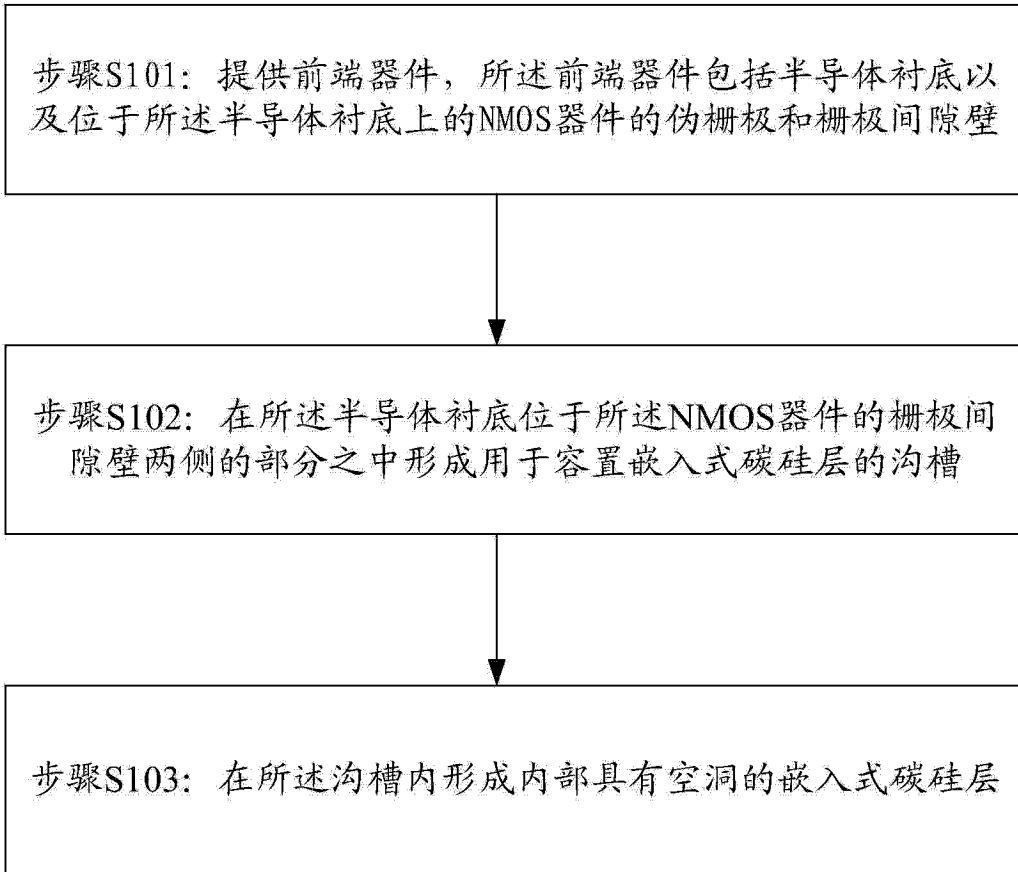 步骤S101：提供前端器件，所述前端器件包括半导体衬底以
及位于所述半导体衬底上的NMOS器件的伪栅极和栅极间隙壁
步骤S102：在所述半导体衬底位于所述NMOS器件的栅极间
隙壁两侧的部分之中形成用于容置嵌入式碳硅层的沟槽
步骤S103：在所述沟槽内形成内部具有空洞的嵌入式碳硅层